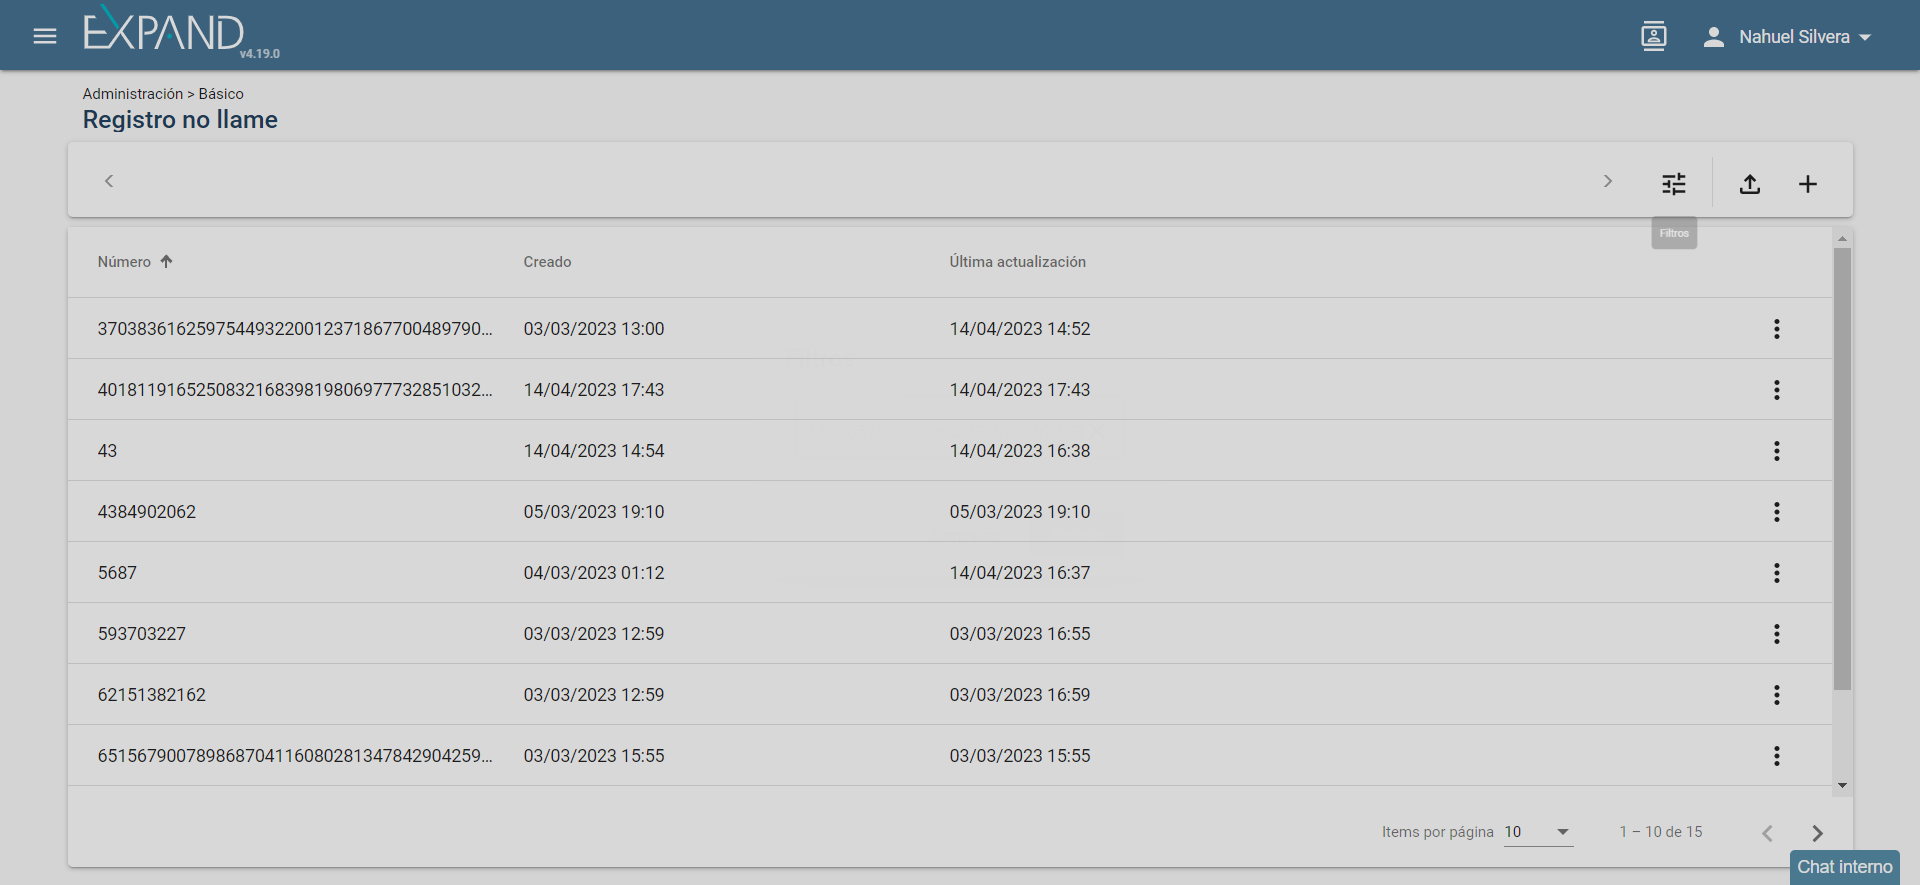 EXPAND
v4.19.0
Nahuel Silvera
Administración > Básico
Registro no llame
Filtros
Número Creado Última actualización
370383616259754493220012371867700489790... 03/03/2023 13:00 14/04/2023 14:52
401811916525083216839819806977732851032... 14/04/2023 17:43 14/04/2023 17:43
43 14/04/2023 14:54 14/04/2023 16:38
4384902062 05/03/2023 19:10 05/03/2023 19:10
5687 04/03/2023 01:12 14/04/2023 16:37
593703227 03/03/2023 12:59 03/03/2023 16:55
62151382162 03/03/2023 12:59 03/03/2023 16:59
651567900789868704116080281347842904259... 03/03/2023 15:55 03/03/2023 15:55
Items por página 10 1 – 10 de 15
Chat interno